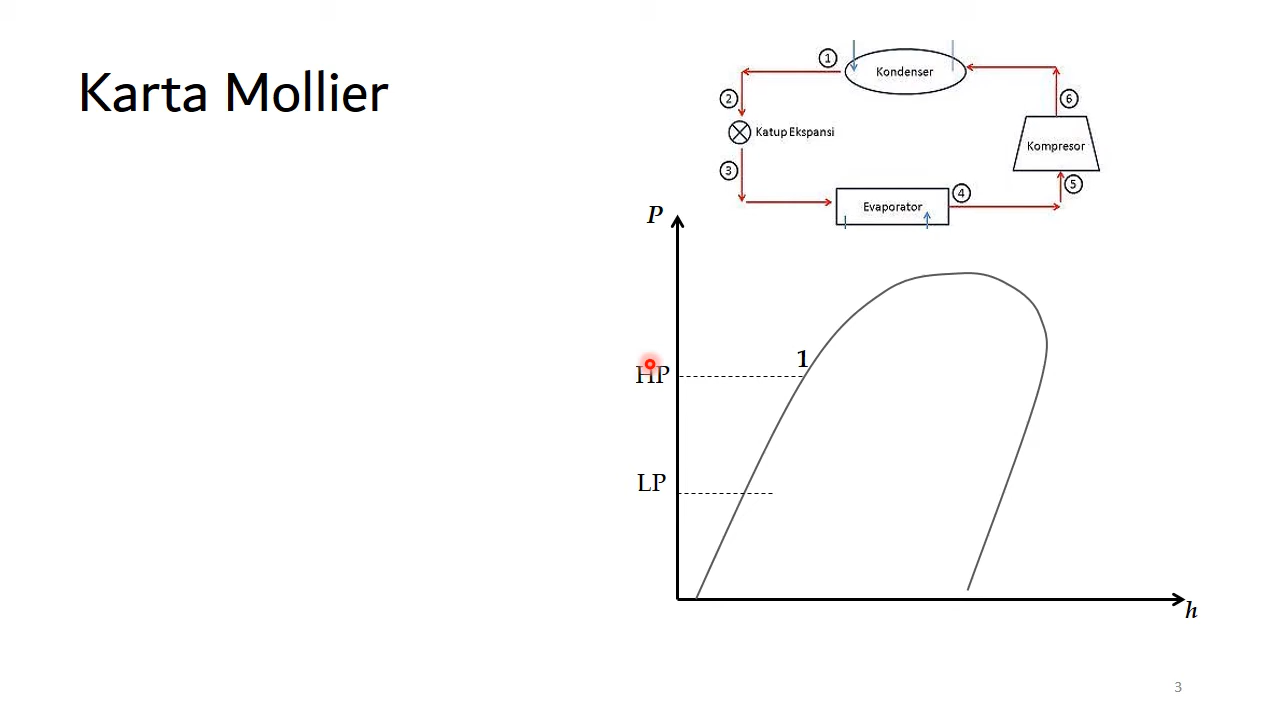 Karta Mollier
1
Kondenser
2
6
Katup Ekspansi
Kompresor
3
5
4
Evaporator
P
1
HP
LP
h
3